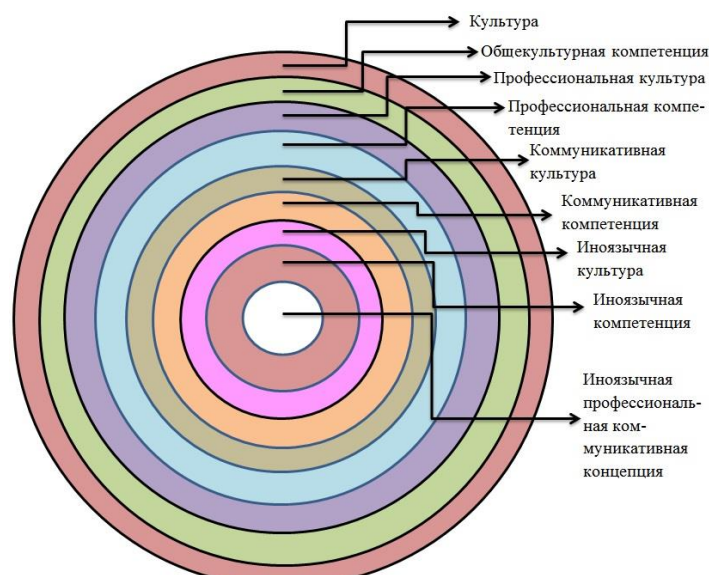 Культура
Общекультурная компетенция
Профессиональная культура
Профессиональная компе-
тенция
Коммуникативная
культура
Коммуникативная
компетенция
Иноязычная
культура
Иноязычная
компетенция
Иноязычная
профессиональ-
ная ком-
муникативная
концепция